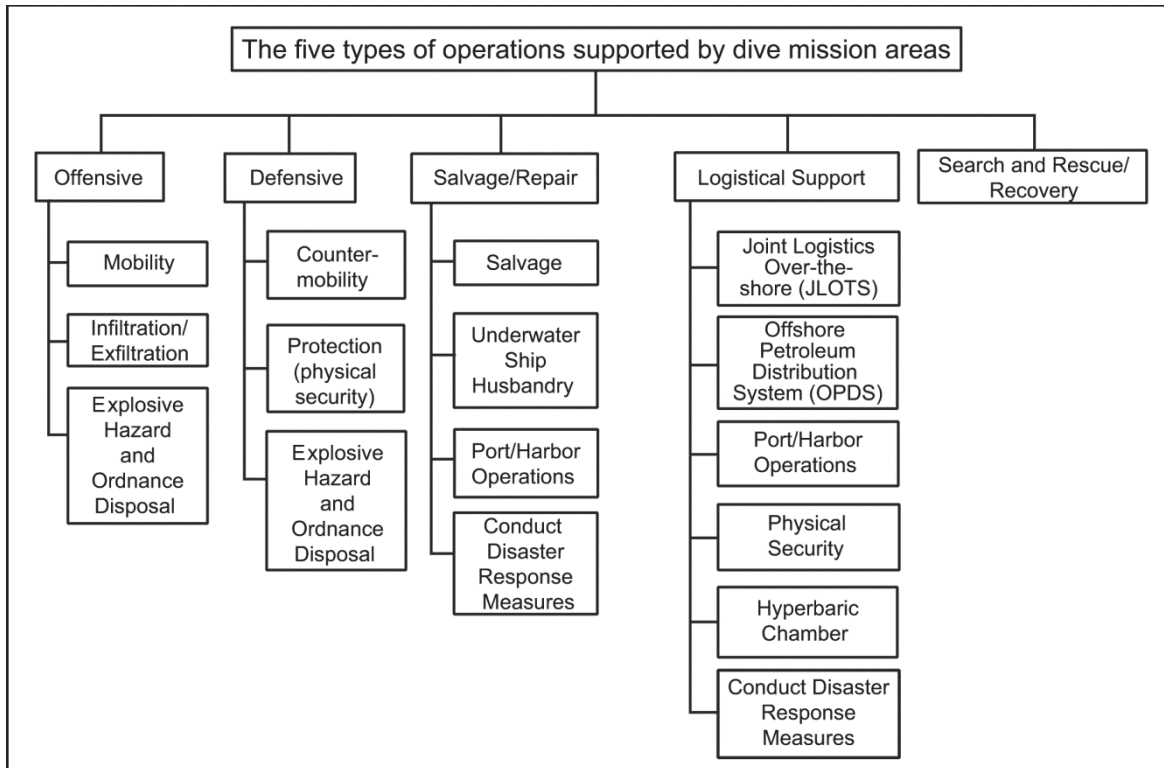 The five types of operations supported by dive mission areas
Offensive
Mobility
Infiltration/
Exfiltration
Explosive
Hazard
and
Ordnance
Disposal
Defensive
Counter-
mobility
Protection
(physical
security)
Explosive
Hazard
and
Ordnance
Disposal
Salvage/Repair
Salvage
Underwater
Ship
Husbandry
Port/Harbor
Operations
Conduct
Disaster
Response
Measures
Logistical Support
Joint Logistics
Over-the-
shore (JLOTS)
Offshore
Petroleum
Distribution
System (OPDS)
Port/Harbor
Operations
Physical
Security
Hyperbaric
Chamber
Conduct Disaster
Response
Measures
Search and Rescue/
Recovery